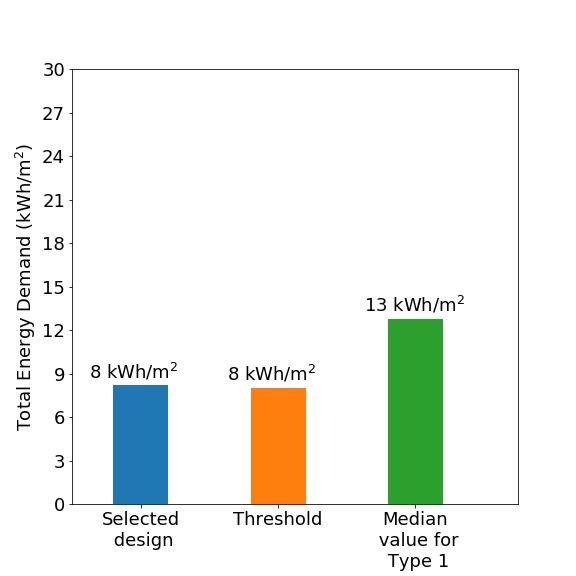 Total Energy Demand (kWh/m²)
30
27
24
21
18
15
12
9
6
3
0
8 kWh/m²
8 kWh/m²
13 kWh/m²
Selected
design
Threshold
Median
value for
Type 1